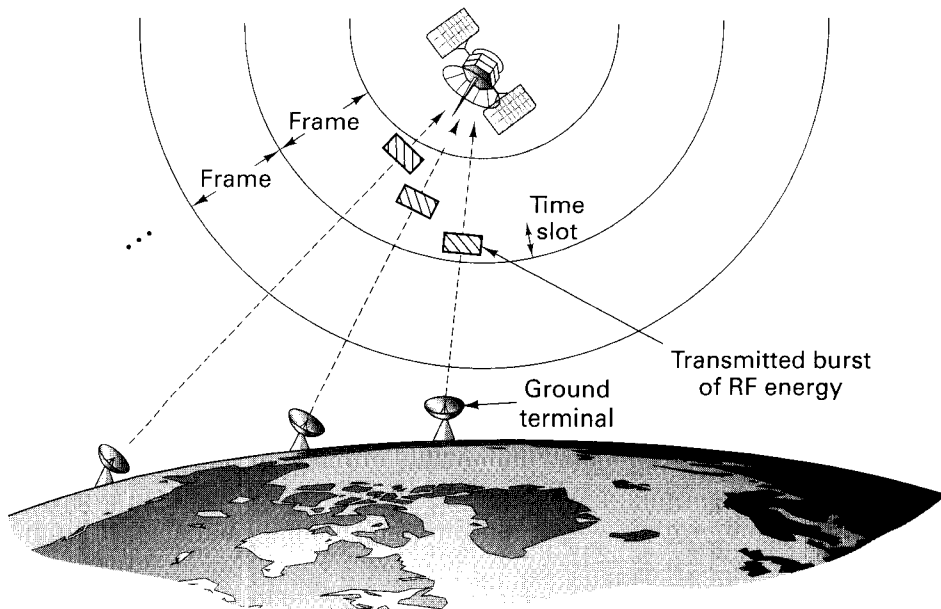 Frame
Frame
Time
slot
Transmitted burst
of RF energy
Ground
terminal